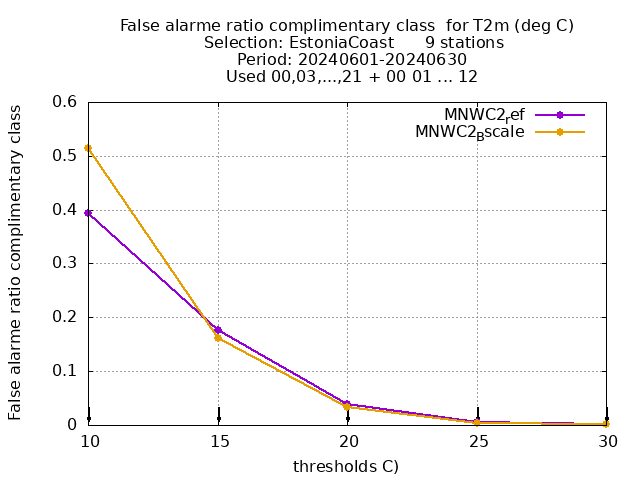 False alarme ratio complimentary class  for T2m (deg C)
Selection: EstoniaCoast      9 stations
Period: 20240601-20240630
Used 00,03,...,21 + 00 01 ... 12
False alarme ratio complimentary class
0.6
0.5
0.4
0.3
0.2
0.1
0
MNWC2ref
MNWC2Bscale
10
15
20
25
30
thresholds C)